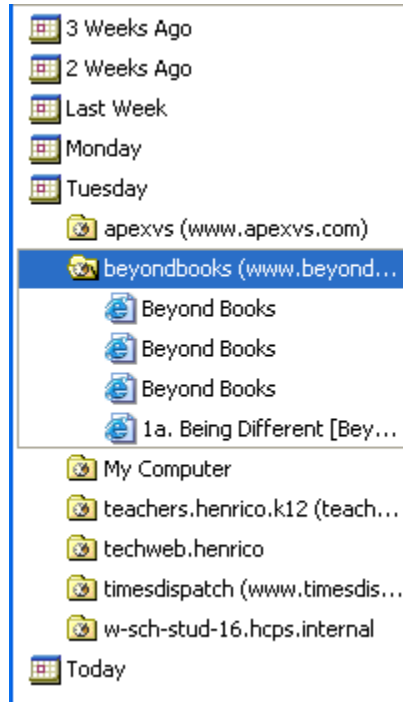 3 Weeks Ago
2 Weeks Ago
Last Week
Monday
Tuesday
apexvs (www.apexvs.com)
beyondbooks (www.beyond...
Beyond Books
Beyond Books
Beyond Books
1a. Being Different [Bey...
My Computer
teachers.henrico.k12 (teach...
techweb.henrico
timesdispatch (www.timesdis...
w-sch-stud-16.hcps.internal
Today